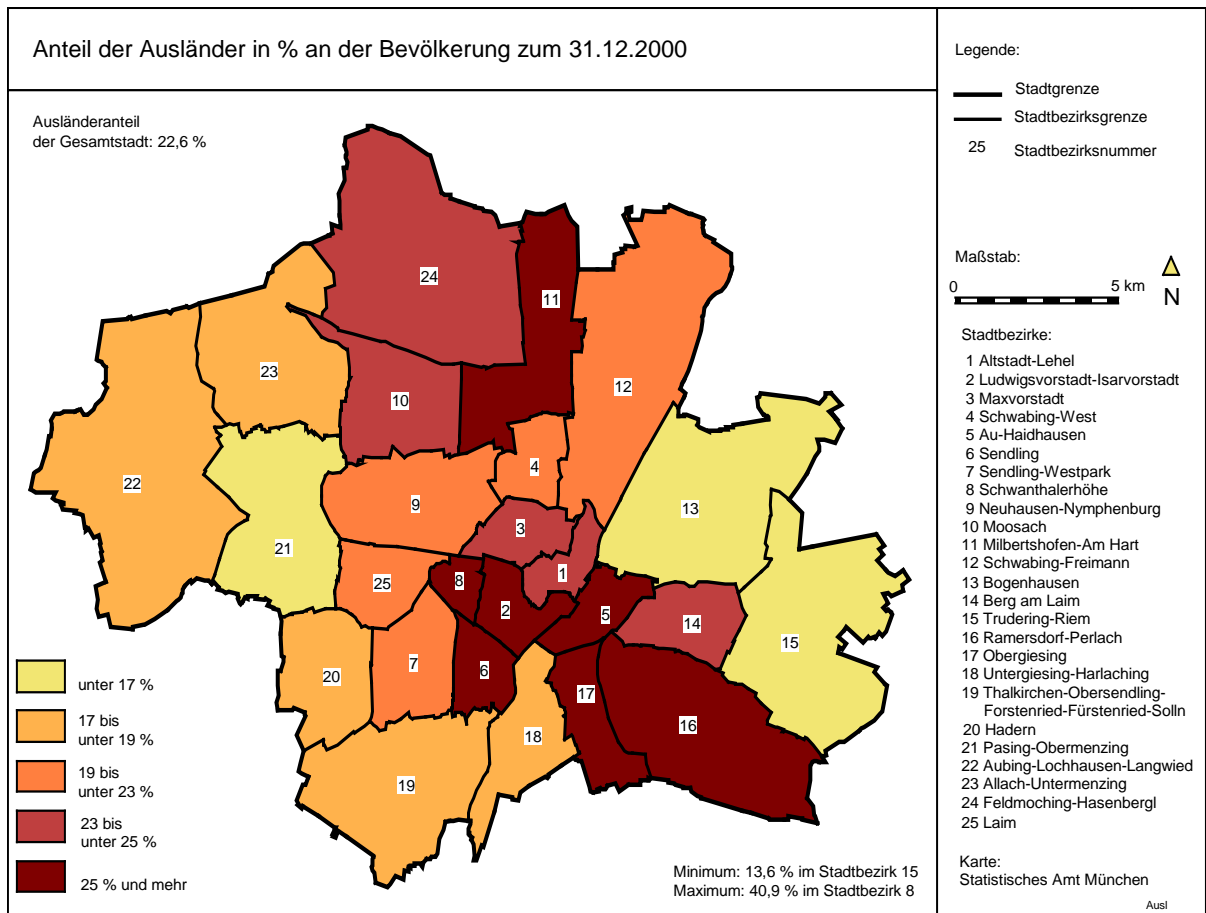 Anteil der Ausländer in % an der Bevölkerung zum 31.12.2000
Ausländeranteil
der Gesamtstadt: 22,6 %
24
11
23
12
10
4
22
9
13
3
21
25
8
1
2
5
14
15
20
7
6
17
16
18
19
unter 17 %
17 bis
unter 19 %
19 bis
unter 23 %
23 bis
unter 25 %
25 % und mehr
Minimum: 13,6 % im Stadtbezirk 15
Maximum: 40,9 % im Stadtbezirk 8
Legende:
Stadtgrenze
Stadtbezirksgrenze
25 Stadtbezirksnummer
Maßstab:
0 5 km
N
Stadtbezirke:
1 Altstadt-Lehel
2 Ludwigsvorstadt-Isarvorstadt
3 Maxvorstadt
4 Schwabing-West
5 Au-Haidhausen
6 Sendling
7 Sendling-Westpark
8 Schwanthalerhöhe
9 Neuhausen-Nymphenburg
10 Moosach
11 Milbertshofen-Am Hart
12 Schwabing-Freimann
13 Bogenhausen
14 Berg am Laim
15 Trudering-Riem
16 Ramersdorf-Perlach
17 Obergiesing
18 Untergiesing-Harlaching
19 Thalkirchen-Obersendling-
Forstenried-Fürstenried-Solln
20 Hadern
21 Pasing-Obermenzing
22 Aubing-Lochhausen-Langwied
23 Allach-Untermenzing
24 Feldmoching-Hasenbergl
25 Laim
Karte:
Statistisches Amt München
Ausl